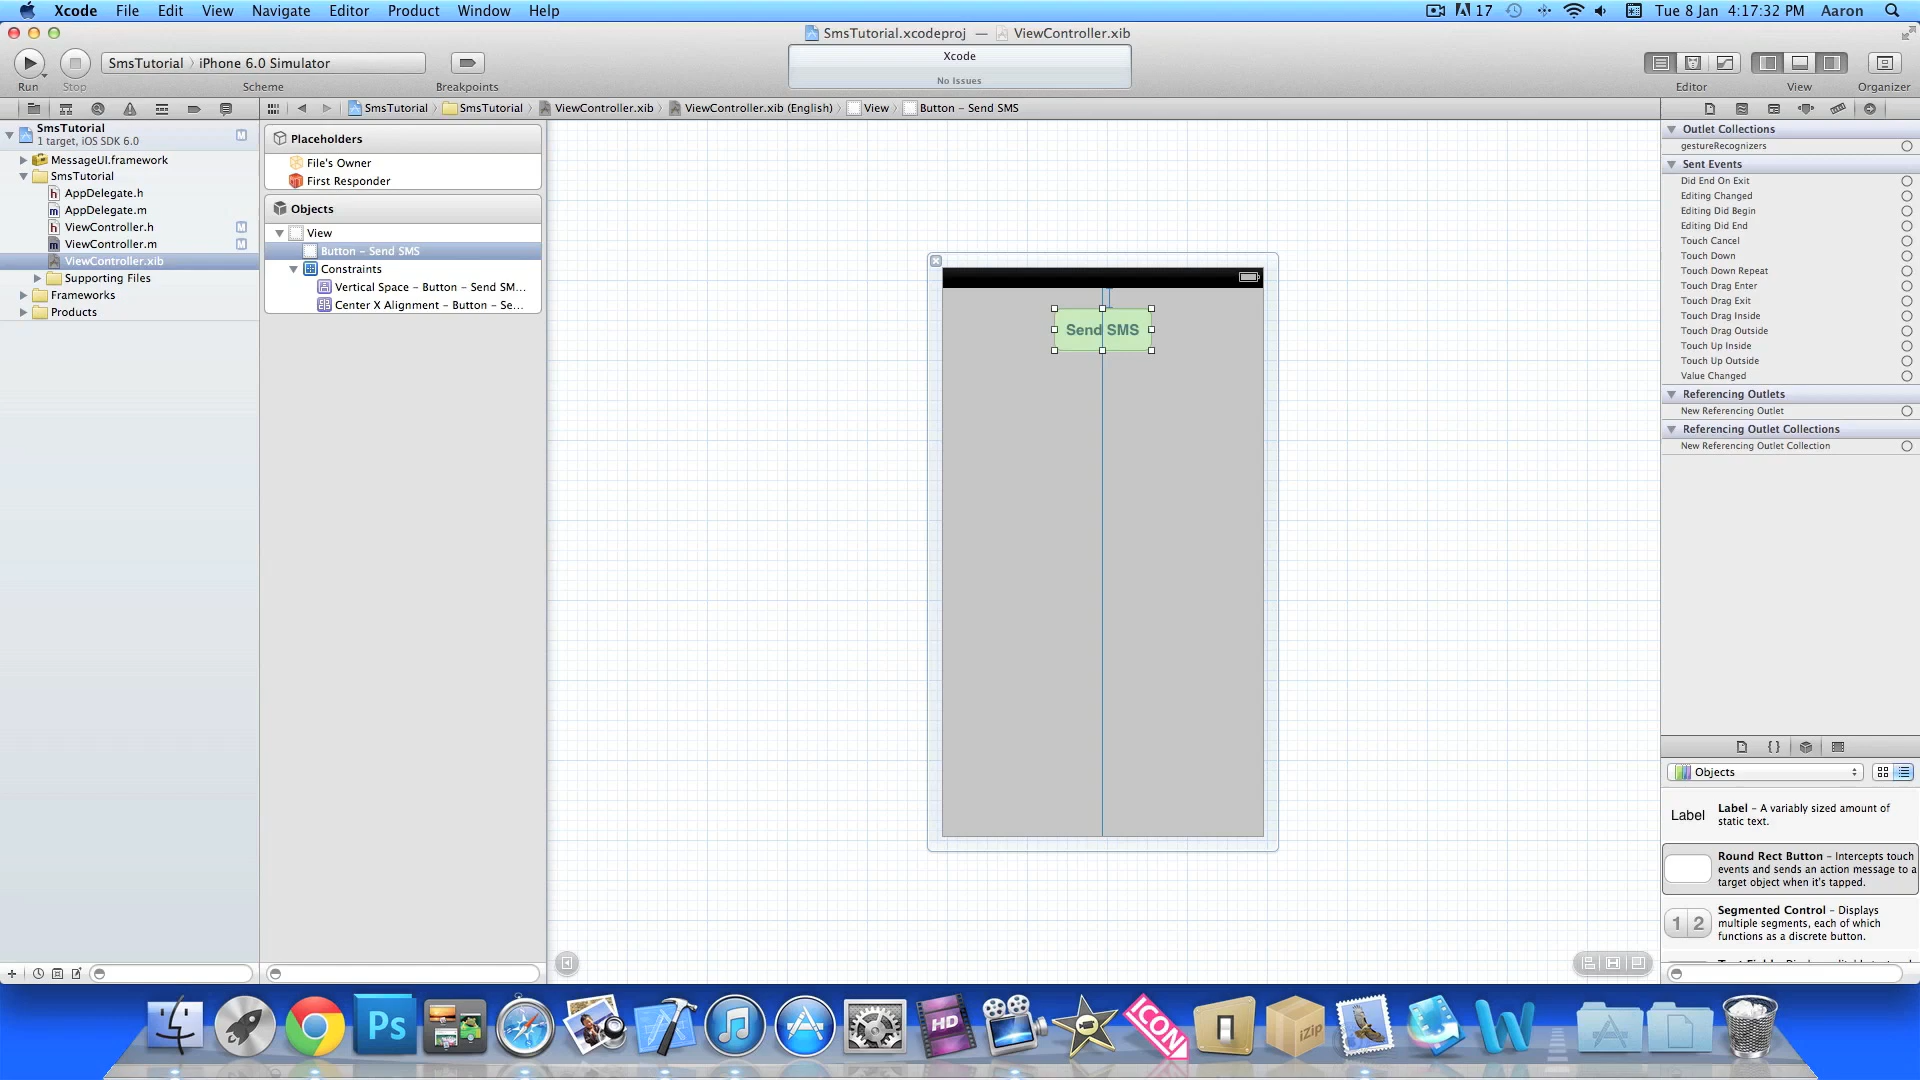 Xcode File Edit View Navigate Editor Product Window Help
17 Tue 8 Jan 4:17:32 PM Aaron
SmsTutorial.xcodeproj — ViewController.xib
SmsTutorial 〉 iPhone 6.0 Simulator
Xcode
No Issues
Run Stop Scheme Breakpoints Editor View Organizer
SmsTutorial 〉 SmsTutorial 〉 ViewController.xib 〉 ViewController.xib (English) 〉 View 〉 Button – Send SMS
SmsTutorial
1 target, iOS SDK 6.0
M
MessageUI.framework
SmsTutorial
AppDelegate.h
AppDelegate.m
ViewController.h M
ViewController.m M
ViewController.xib
Supporting Files
Frameworks
Products
Placeholders
File's Owner
First Responder
Objects
View
Button – Send SMS
Constraints
Vertical Space – Button – Send SM...
Center X Alignment – Button – Se...
Send SMS
Outlet Collections
gestureRecognizers
Sent Events
Did End On Exit
Editing Changed
Editing Did Begin
Editing Did End
Touch Cancel
Touch Down
Touch Down Repeat
Touch Drag Enter
Touch Drag Exit
Touch Drag Inside
Touch Drag Outside
Touch Up Inside
Touch Up Outside
Value Changed
Referencing Outlets
New Referencing Outlet
Referencing Outlet Collections
New Referencing Outlet Collection
{ }
Objects
Label
Label – A variably sized amount of
static text.
Round Rect Button – Intercepts touch
events and sends an action message to a
target object when it's tapped.
1 2
Segmented Control – Displays
multiple segments, each of which
functions as a discrete button.
Ps
HD
ICON
iZip
W